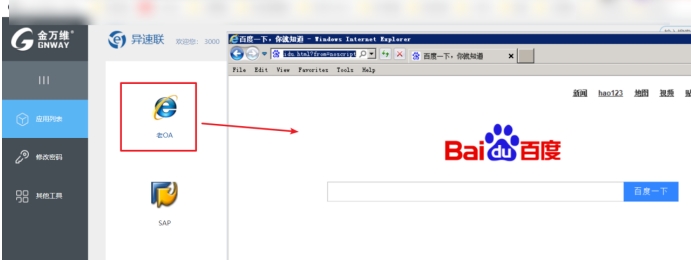 金万维®
GNWAY
应用列表
修改密码
其他工具
异速联 欢迎您: 3000
老OA
SAP
百度一下，你就知道 - Windows Internet Explorer
idu.html?from=noscript
百度一下，你就知道
File Edit View Favorites Tools Help
新闻 hao123 地图 视频
Bai du 百度
百度一下